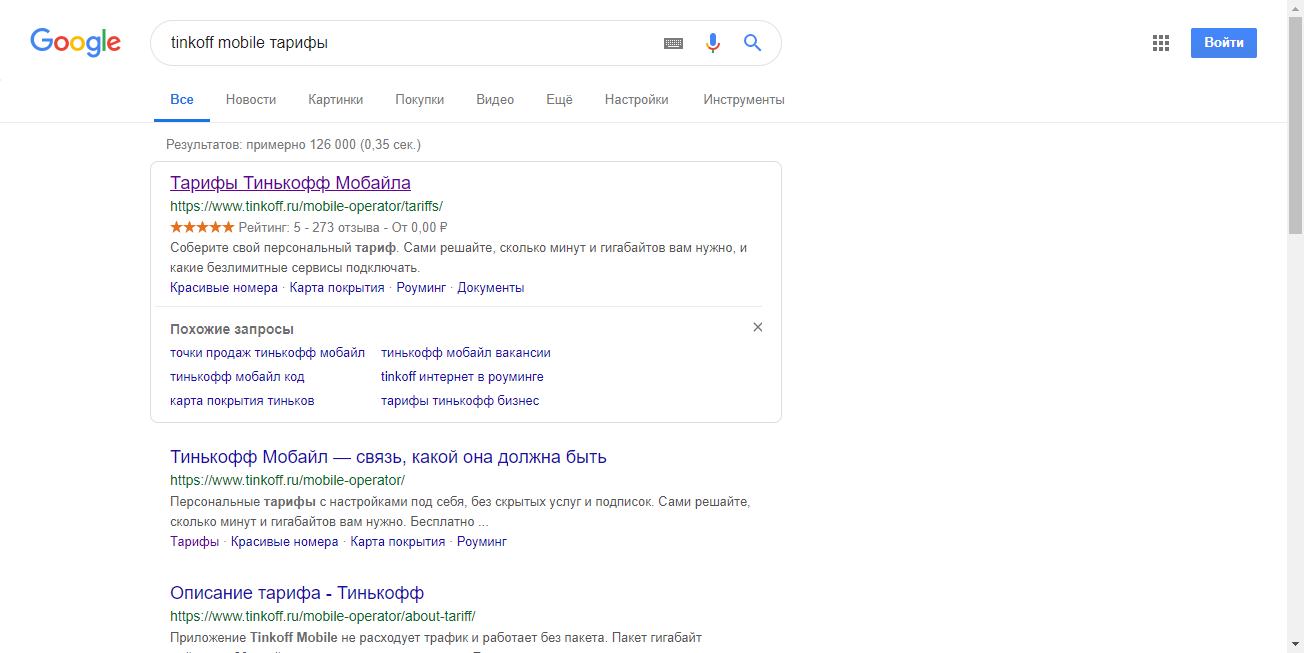 Google
tinkoff mobile тарифы
Войти
Все Новости Картинки Покупки Видео Ещё Настройки Инструменты
Результатов: примерно 126 000 (0,35 сек.)
Тарифы Тинькофф Мобайла
https://www.tinkoff.ru/mobile-operator/tariffs/
★★★★★ Рейтинг: 5 - 273 отзыва - От 0,00 ₽
Соберите свой персональный тариф. Сами решайте, сколько минут и гигабайтов вам нужно, и
какие безлимитные сервисы подключать.
Красивые номера · Карта покрытия · Роуминг · Документы
Похожие запросы
точки продаж тинькофф мобайл тинькофф мобайл вакансии
тинькофф мобайл код tinkoff интернет в роуминге
карта покрытия тиньков тарифы тинькофф бизнес
Тинькофф Мобайл — связь, какой она должна быть
https://www.tinkoff.ru/mobile-operator/
Персональные тарифы с настройками под себя, без скрытых услуг и подписок. Сами решайте,
сколько минут и гигабайтов вам нужно. Бесплатно ...
Тарифы · Красивые номера · Карта покрытия · Роуминг
Описание тарифа - Тинькофф
https://www.tinkoff.ru/mobile-operator/about-tariff/
Приложение Tinkoff Mobile не расходует трафик и работает без пакета. Пакет гигабайт